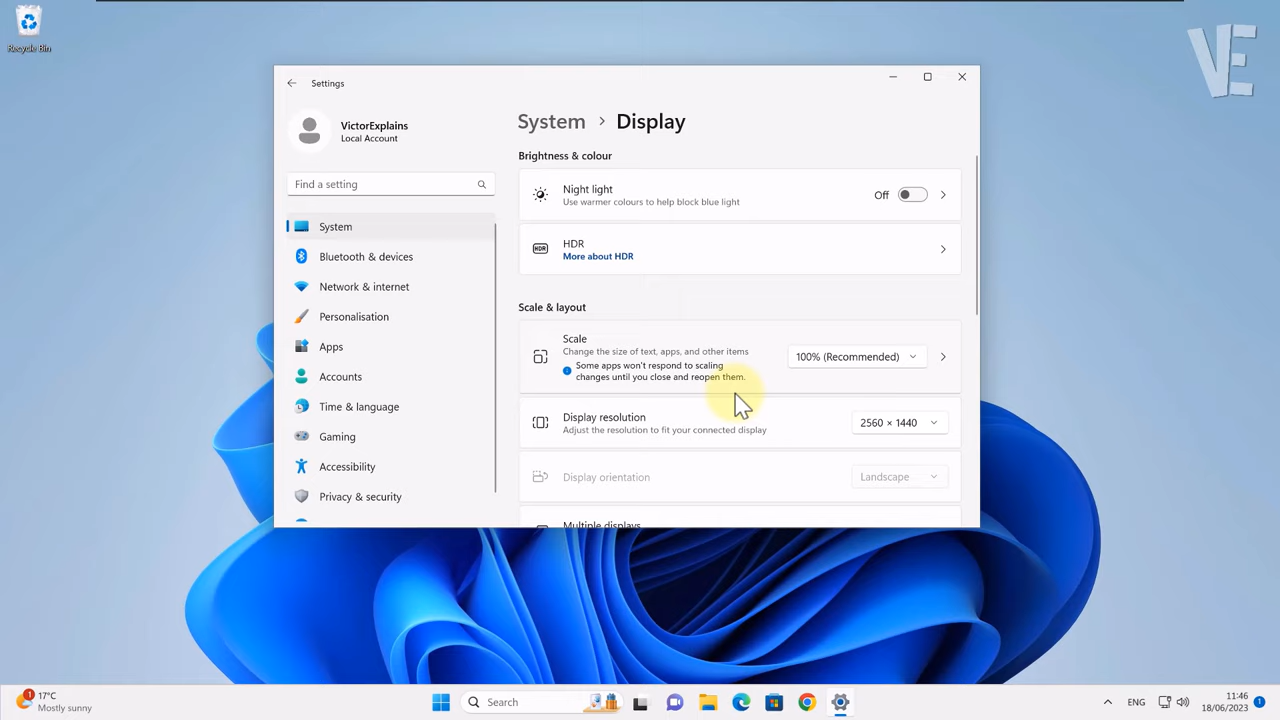 Recycle Bin
VE
Settings
VictorExplains
Local Account
Find a setting
System
Bluetooth & devices
Network & internet
Personalisation
Apps
Accounts
Time & language
Gaming
Accessibility
Privacy & security
System > Display
Brightness & colour
Night light
Use warmer colours to help block blue light
Off
HDR
HDR
More about HDR
Scale & layout
Scale
Change the size of text, apps, and other items
Some apps won't respond to scaling
changes until you close and reopen them.
100% (Recommended)
Display resolution
Adjust the resolution to fit your connected display
2560 × 1440
Display orientation
Landscape
Multiple displays
1
17°C
Mostly sunny
Search
ENG
11:46
18/06/2023
1